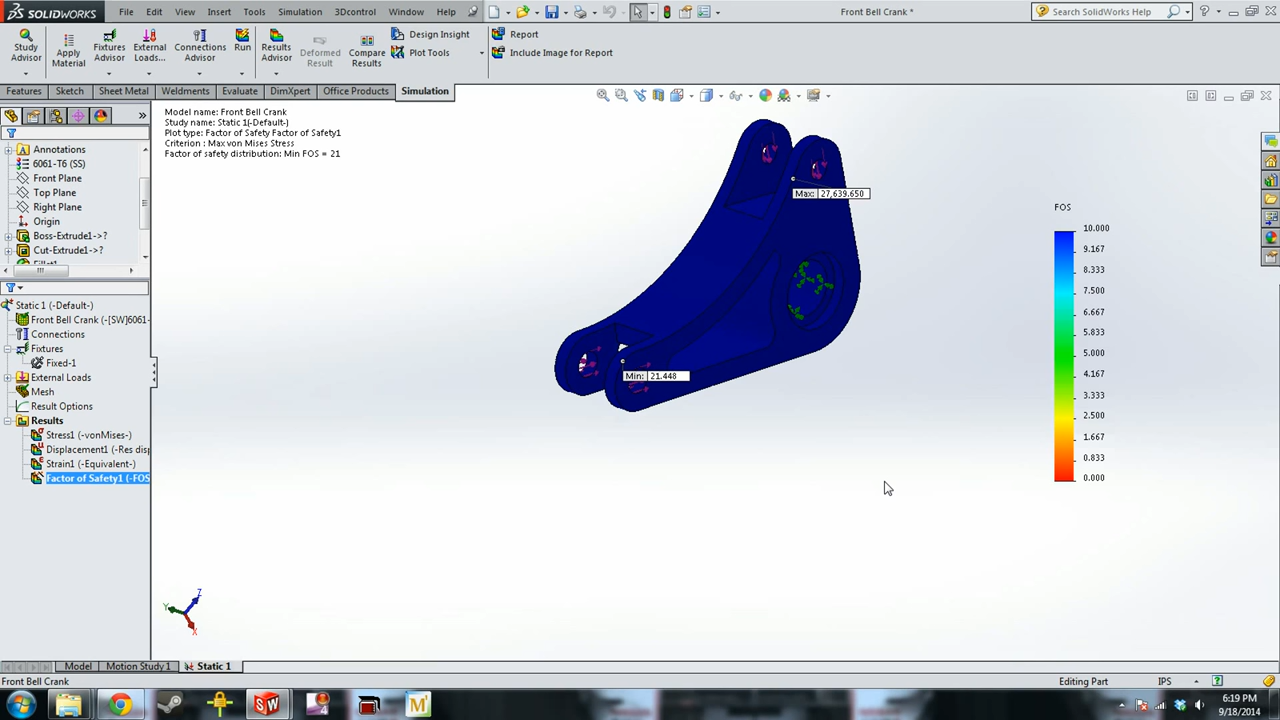 SOLIDWORKS
File Edit View Insert Tools Simulation 3Dcontrol Window Help
Front Bell Crank *
Search SolidWorks Help
Study Advisor
Apply Material
Fixtures Advisor
External Loads...
Connections Advisor
Run
Results Advisor
Deformed Result
Compare Results
Design Insight
Plot Tools
Report
Include Image for Report
Features Sketch Sheet Metal Weldments Evaluate DimXpert Office Products Simulation
Annotations
6061-T6 (SS)
Front Plane
Top Plane
Right Plane
Origin
Boss-Extrude1->?
Cut-Extrude1->?
Static 1 (-Default-)
Front Bell Crank (-[SW]6061-
Connections
Fixtures
Fixed-1
External Loads
Mesh
Result Options
Results
Stress1 (-vonMises-)
Displacement1 (-Res disp
Strain1 (-Equivalent-)
Factor of Safety1 (-FOS
Model name: Front Bell Crank
Study name: Static 1(-Default-)
Plot type: Factor of Safety Factor of Safety1
Criterion : Max von Mises Stress
Factor of safety distribution: Min FOS = 21
Max: 27,639.650
Min: 21.448
FOS
10.000
9.167
8.333
7.500
6.667
5.833
5.000
4.167
3.333
2.500
1.667
0.833
0.000
Z
Y
X
Model Motion Study 1 Static 1
Front Bell Crank
Editing Part
IPS
SW
6:19 PM
9/18/2014